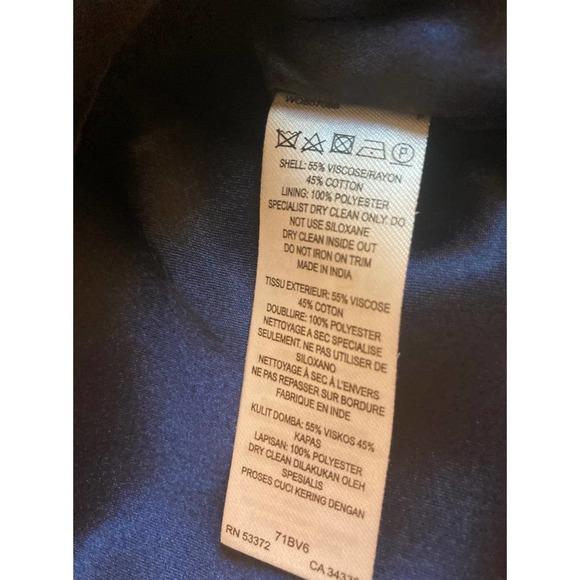 SHELL: 55% VISCOSE/RAYON
45% COTTON
LINING: 100% POLYESTER
SPECIALIST DRY CLEAN ONLY. DO
NOT USE SILOXANE
DRY CLEAN INSIDE OUT
DO NOT IRON ON TRIM
MADE IN INDIA
TISSU EXTERIEUR: 55% VISCOSE
45% COTON
DOUBLURE: 100% POLYESTER
NETTOYAGE A SEC SPECIALISE
SEULEMENT. NE PAS UTILISER DE
SILOXANO
NETTOYAGE À SEC À L'ENVERS
NE PAS REPASSER SUR BORDURE
FABRIQUE EN INDE
KULIT DOMBA: 55% VISKOS 45%
KAPAS
LAPISAN: 100% POLYESTER
DRY CLEAN DILAKUKAN OLEH
SPESIALIS
PROSES CUCI KERING DENGAN
RN 53372 71BV6 CA